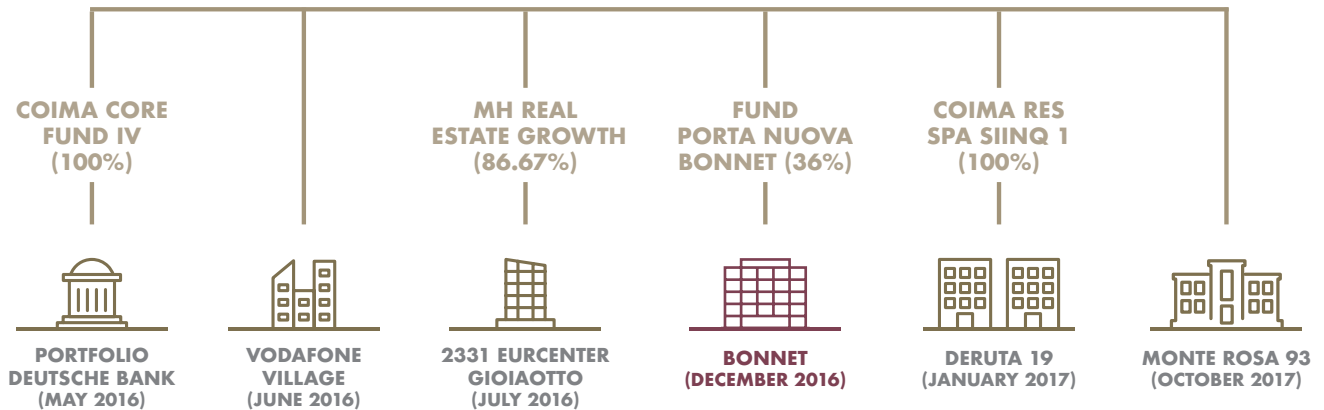 COIMA CORE
FUND IV
(100%)
MH REAL
ESTATE GROWTH
(86.67%)
FUND
PORTA NUOVA
BONNET (36%)
COIMA RES
SPA SIINQ 1
(100%)
PORTFOLIO
DEUTSCHE BANK
(MAY 2016)
VODAFONE
VILLAGE
(JUNE 2016)
2331 EURCENTER
GIOIAOTTO
(JULY 2016)
BONNET
(DECEMBER 2016)
DERUTA 19
(JANUARY 2017)
MONTE ROSA 93
(OCTOBER 2017)